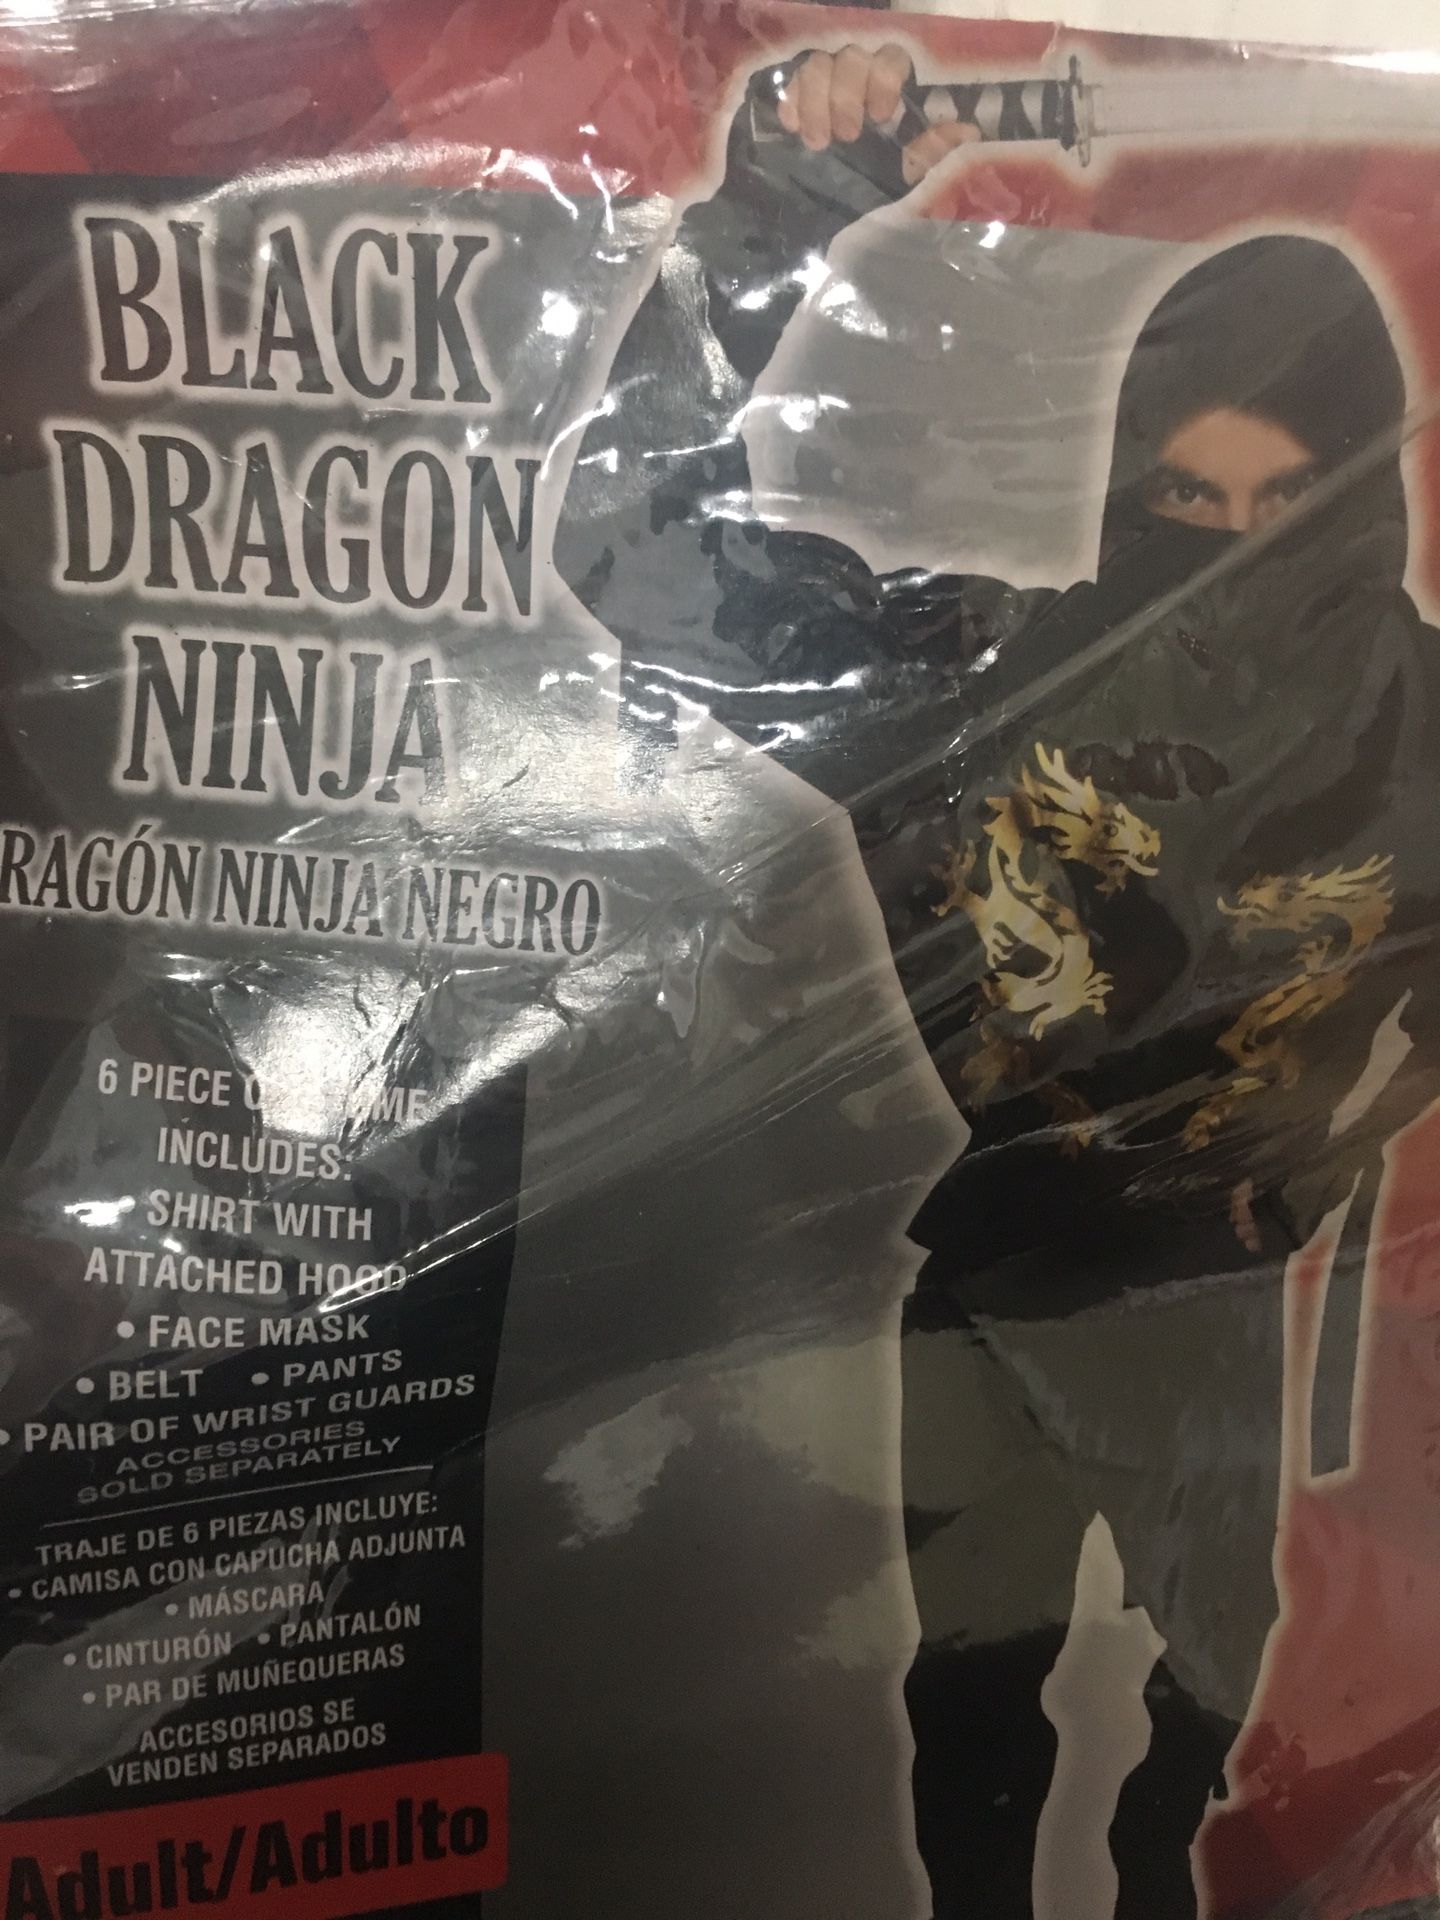 BLACK
DRAGON
NINJA
RAGÓN NINJA NEGRO
6 PIECE
INCLUDES:
• SHIRT WITH
ATTACHED HOOD
• FACE MASK
• BELT • PANTS
• PAIR OF WRIST GUARDS
ACCESSORIES
SOLD SEPARATELY
TRAJE DE 6 PIEZAS INCLUYE:
• CAMISA CON CAPUCHA ADJUNTA
• MÁSCARA
• CINTURÓN • PANTALÓN
• PAR DE MUÑEQUERAS
ACCESORIOS SE
VENDEN SEPARADOS
Adult/Adulto